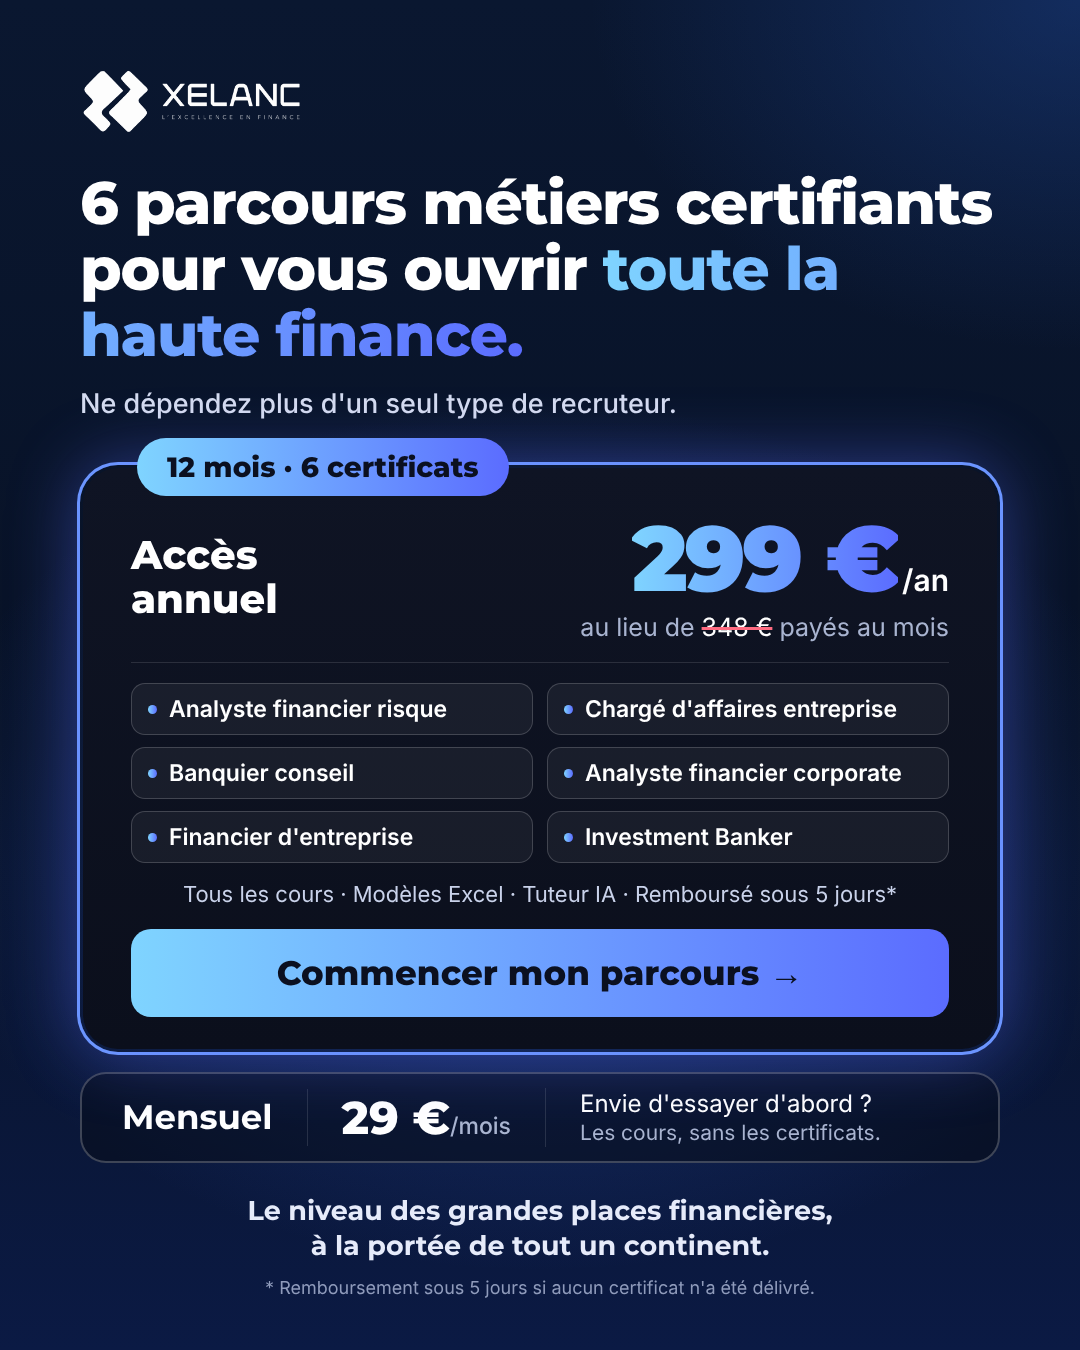 XELANC
L'EXCELLENCE EN FINANCE
6 parcours métiers certifiants
pour vous ouvrir toute la
haute finance.
Ne dépendez plus d'un seul type de recruteur.
12 mois · 6 certificats
Accès
annuel
299 €/an
au lieu de 348 € payés au mois
Analyste financier risque
Chargé d'affaires entreprise
Banquier conseil
Analyste financier corporate
Financier d'entreprise
Investment Banker
Tous les cours · Modèles Excel · Tuteur IA · Remboursé sous 5 jours*
Commencer mon parcours →
Mensuel
29 €/mois
Envie d'essayer d'abord ?
Les cours, sans les certificats.
Le niveau des grandes places financières,
à la portée de tout un continent.
* Remboursement sous 5 jours si aucun certificat n'a été délivré.